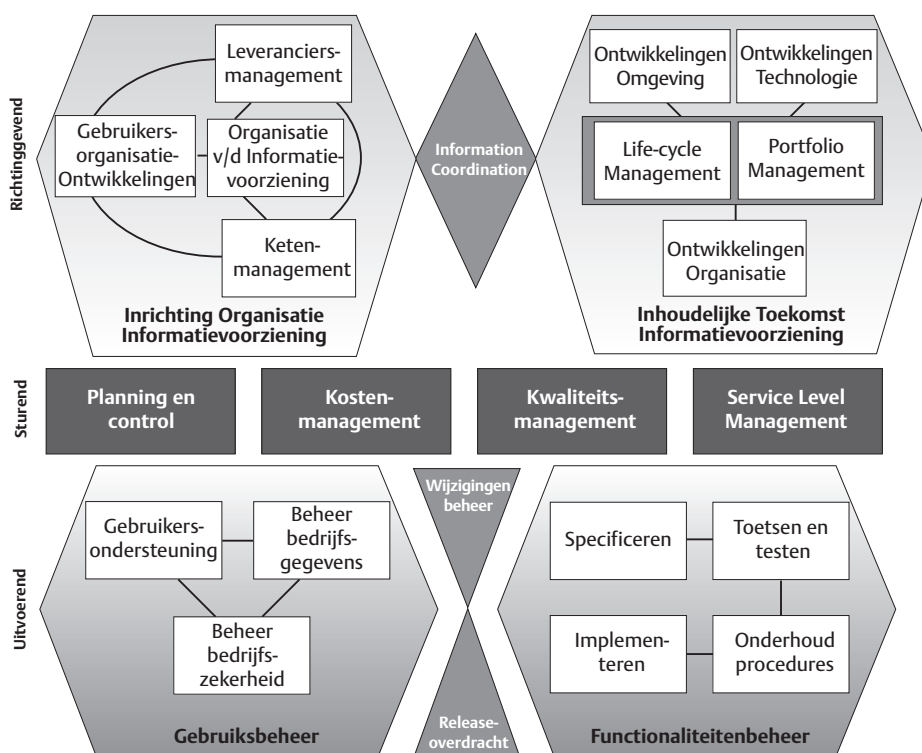 Richtinggevend
Leveranciers-
management
Gebruikers-
organisatie-
Ontwikkelingen
Organisatie
v/d Informatie-
voorziening
Keten-
management
Inrichting Organisatie
Informatievoorziening
Information
Coordination
Ontwikkelingen
Omgeving
Ontwikkelingen
Technologie
Life-cycle
Management
Portfolio
Management
Ontwikkelingen
Organisatie
Inhoudelijke Toekomst
Informatievoorziening
Sturend
Planning en
control
Kosten-
management
Kwaliteits-
management
Service Level
Management
Uitvoerend
Gebruikers-
ondersteuning
Beheer
bedrijfs-
gegevens
Beheer
bedrijfs-
zekerheid
Gebruiksbeheer
Wijzigingen
beheer
Release-
overdracht
Specificeren
Toetsen en
testen
Implemen-
teren
Onderhoud
procedures
Functionaliteitenbeheer